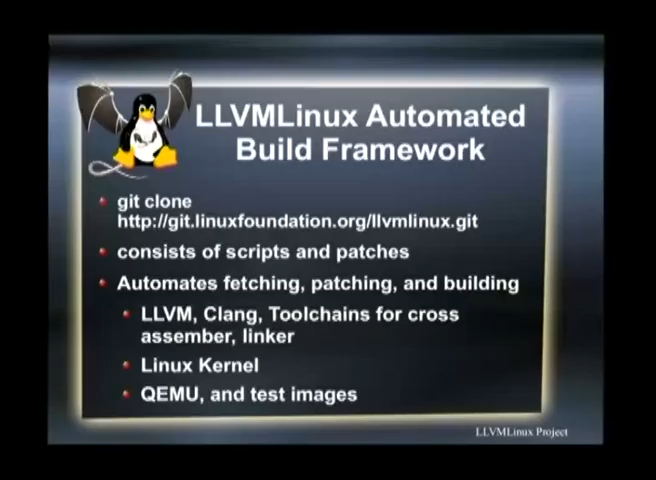 LLVMLinux Automated
Build Framework
git clone
http://git.linuxfoundation.org/llvmlinux.git
consists of scripts and patches
Automates fetching, patching, and building
LLVM, Clang, Toolchains for cross
assember, linker
Linux Kernel
QEMU, and test images
LLVMLinux Project